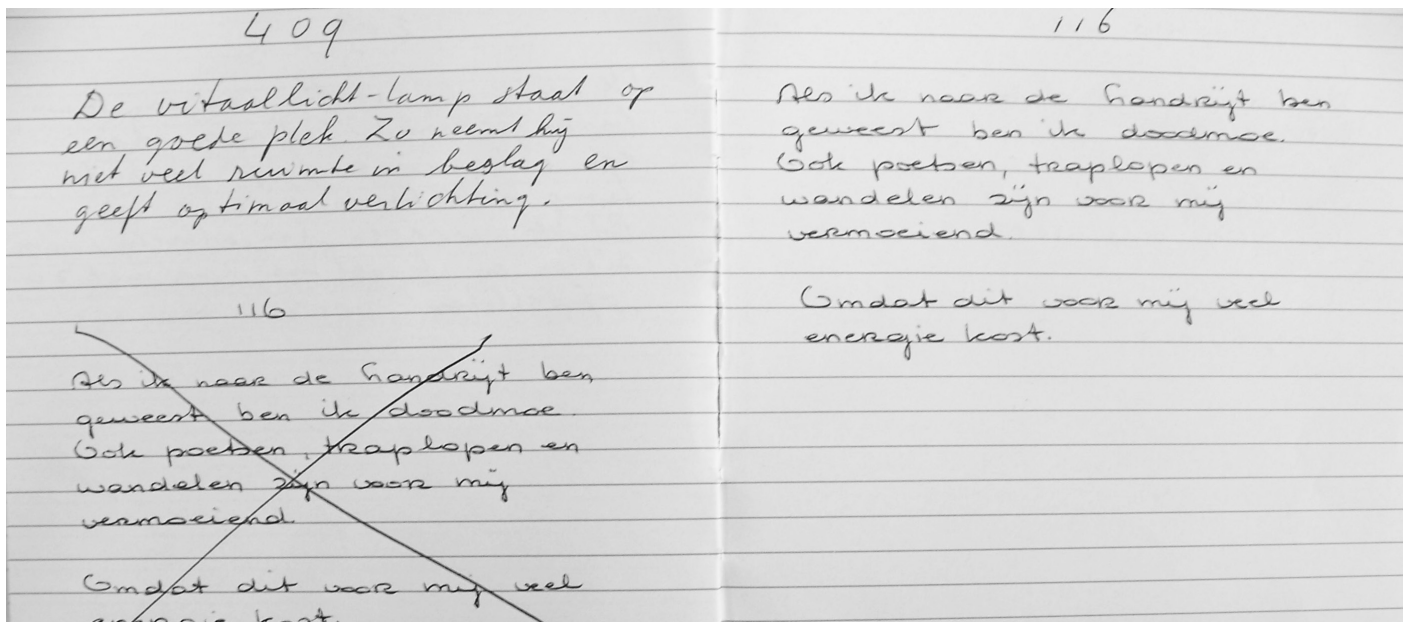 409
De vitaallicht-lamp staat op
een goede plek. Zo neemt hij
niet veel ruimte in beslag en
geeft optimaal verlichting.
116
Als ik naar de handrijt ben
geweest ben ik doodmoe.
Ook poetsen, traplopen en
wandelen zijn voor mij
vermoeiend.
Omdat dit voor mij veel
energie kost.
116
Als ik naar de handrijt ben
geweest ben ik doodmoe.
Ook poetsen, traplopen en
wandelen zijn voor mij
vermoeiend.
Omdat dit voor mij veel
energie kost.